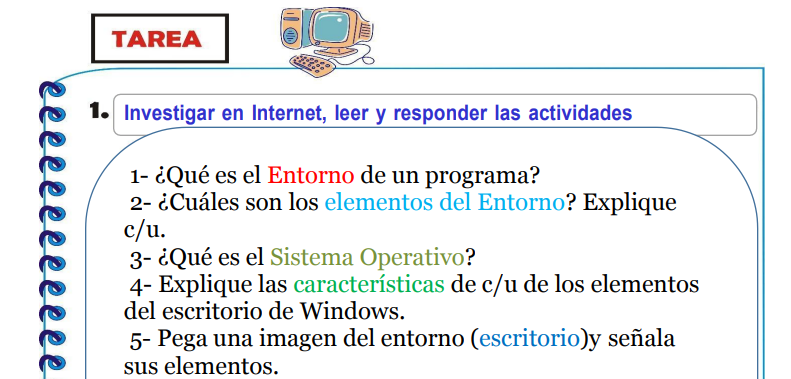 TAREA
1. Investigar en Internet, leer y responder las actividades
1- ¿Qué es el Entorno de un programa?
2- ¿Cuáles son los elementos del Entorno? Explique
c/u.
3- ¿Qué es el Sistema Operativo?
4- Explique las características de c/u de los elementos
del escritorio de Windows.
5- Pega una imagen del entorno (escritorio)y señala
sus elementos.